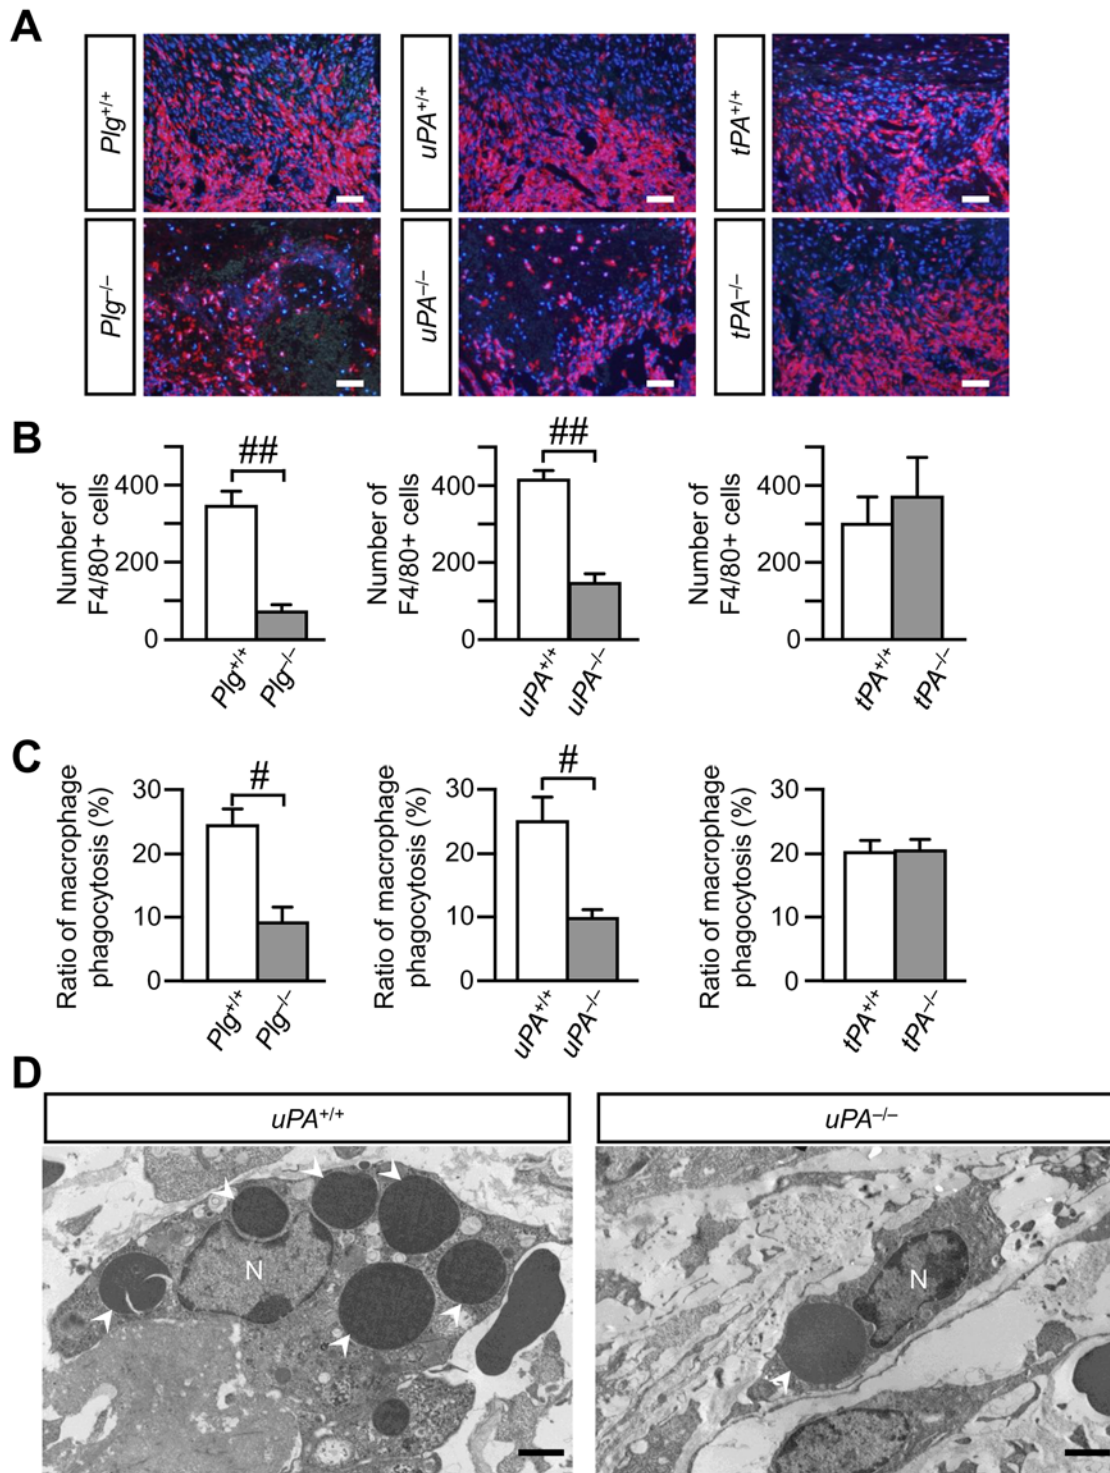 A
Plg+/+
uPA+/+
tPA+/+
Plg–/–
uPA–/–
tPA–/–
B
Number of
F4/80+ cells
400
200
0
##
Plg+/+
Plg–/–
Number of
F4/80+ cells
400
200
0
##
uPA+/+
uPA–/–
Number of
F4/80+ cells
400
200
0
tPA+/+
tPA–/–
C
Ratio of macrophage
phagocytosis (%)
30
20
10
0
#
Plg+/+
Plg–/–
Ratio of macrophage
phagocytosis (%)
30
20
10
0
#
uPA+/+
uPA–/–
Ratio of macrophage
phagocytosis (%)
30
20
10
0
tPA+/+
tPA–/–
D
uPA+/+
uPA–/–
N
N